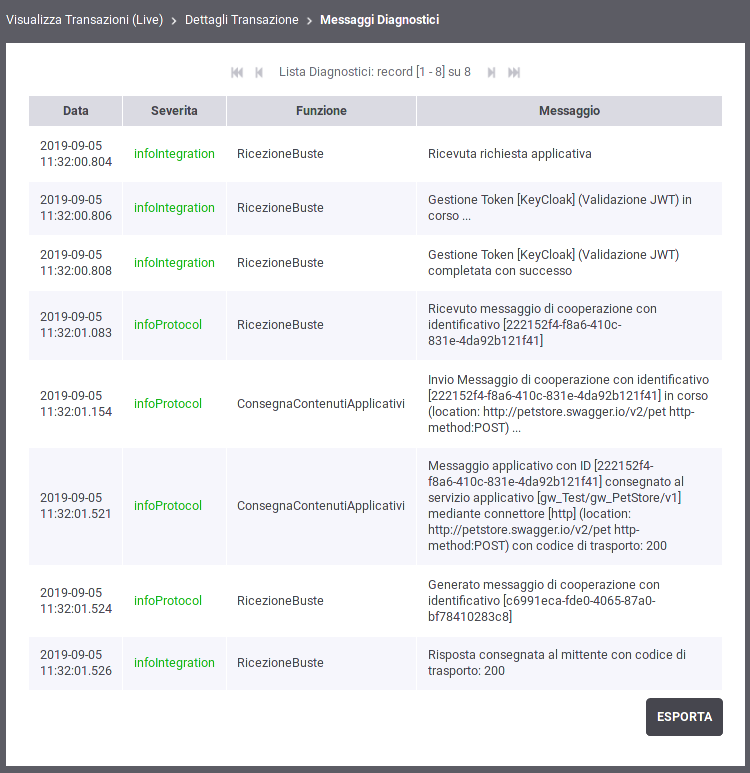 Visualizza Transazioni (Live) > Dettagli Transazione > Messaggi Diagnostici
Lista Diagnostici: record [1 - 8] su 8
Data Severita Funzione Messaggio
2019-09-05
11:32:00.804
infoIntegration
RicezioneBuste
Ricevuta richiesta applicativa
2019-09-05
11:32:00.806
infoIntegration
RicezioneBuste
Gestione Token [KeyCloak] (Validazione JWT) in
corso ...
2019-09-05
11:32:00.808
infoIntegration
RicezioneBuste
Gestione Token [KeyCloak] (Validazione JWT)
completata con successo
2019-09-05
11:32:01.083
infoProtocol
RicezioneBuste
Ricevuto messaggio di cooperazione con
identificativo [222152f4-f8a6-410c-
831e-4da92b121f41]
2019-09-05
11:32:01.154
infoProtocol
ConsegnaContenutiApplicativi
Invio Messaggio di cooperazione con identificativo
[222152f4-f8a6-410c-831e-4da92b121f41] in corso
(location: http://petstore.swagger.io/v2/pet http-
method:POST) ...
2019-09-05
11:32:01.521
infoProtocol
ConsegnaContenutiApplicativi
Messaggio applicativo con ID [222152f4-
f8a6-410c-831e-4da92b121f41] consegnato al
servizio applicativo [gw_Test/gw_PetStore/v1]
mediante connettore [http] (location:
http://petstore.swagger.io/v2/pet http-
method:POST) con codice di trasporto: 200
2019-09-05
11:32:01.524
infoProtocol
RicezioneBuste
Generato messaggio di cooperazione con
identificativo [c6991eca-fde0-4065-87a0-
bf78410283c8]
2019-09-05
11:32:01.526
infoIntegration
RicezioneBuste
Risposta consegnata al mittente con codice di
trasporto: 200
ESPORTA